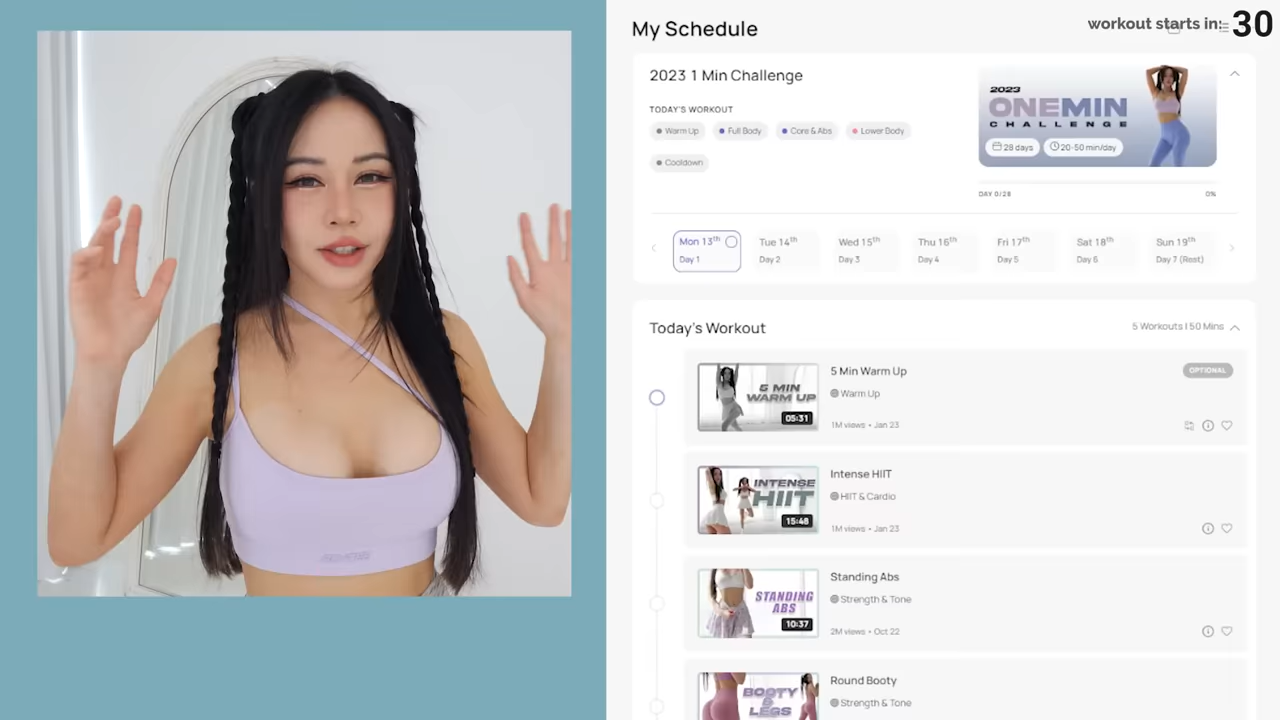 workout starts in: 30
My Schedule
2023 1 Min Challenge
TODAY'S WORKOUT
Warm Up
Full Body
Core & Abs
Lower Body
Cooldown
2023
ONEMIN
CHALLENGE
28 days
20-50 min/day
DAY 0/28
0%
Mon 13th
Day 1
Tue 14th
Day 2
Wed 15th
Day 3
Thu 16th
Day 4
Fri 17th
Day 5
Sat 18th
Day 6
Sun 19th
Day 7 (Rest)
Today's Workout
5 Workouts | 50 Mins
5 MIN
WARM UP
05:31
5 Min Warm Up
OPTIONAL
Warm Up
1M views • Jan 23
INTENSE
HIIT
15:48
Intense HIIT
HIIT & Cardio
1M views • Jan 23
STANDING
ABS
10:37
Standing Abs
Strength & Tone
2M views • Oct 22
BOOTY
&
LEGS
Round Booty
Strength & Tone